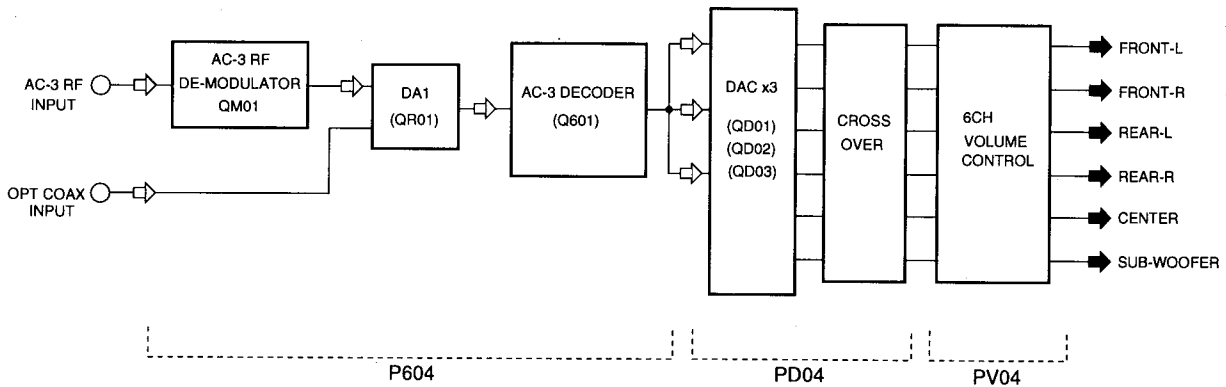 AC-3 RF
INPUT
AC-3 RF
DE-MODULATOR
QM01
OPT COAX
INPUT
DA1
(QR01)
AC-3 DECODER
(Q601)
DAC x3
(QD01)
(QD02)
(QD03)
CROSS
OVER
6CH
VOLUME
CONTROL
FRONT-L
FRONT-R
REAR-L
REAR-R
CENTER
SUB-WOOFER
P604
PD04
PV04